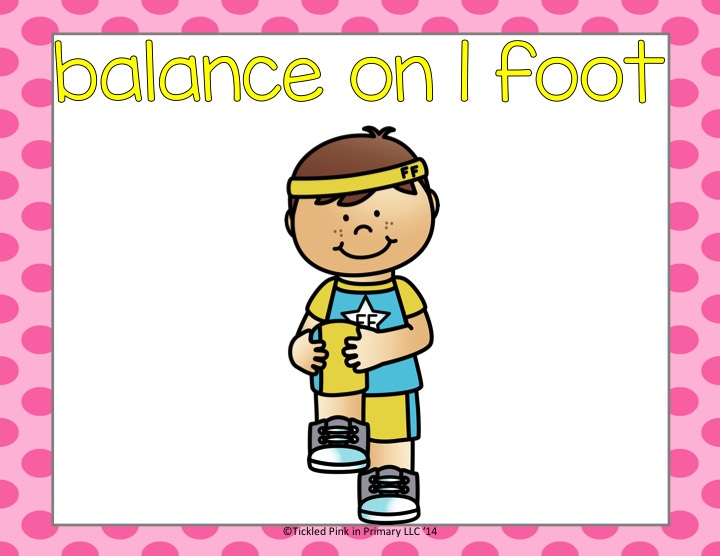 balance on 1 foot
FF
FF
©Tickled Pink in Primary LLC '14